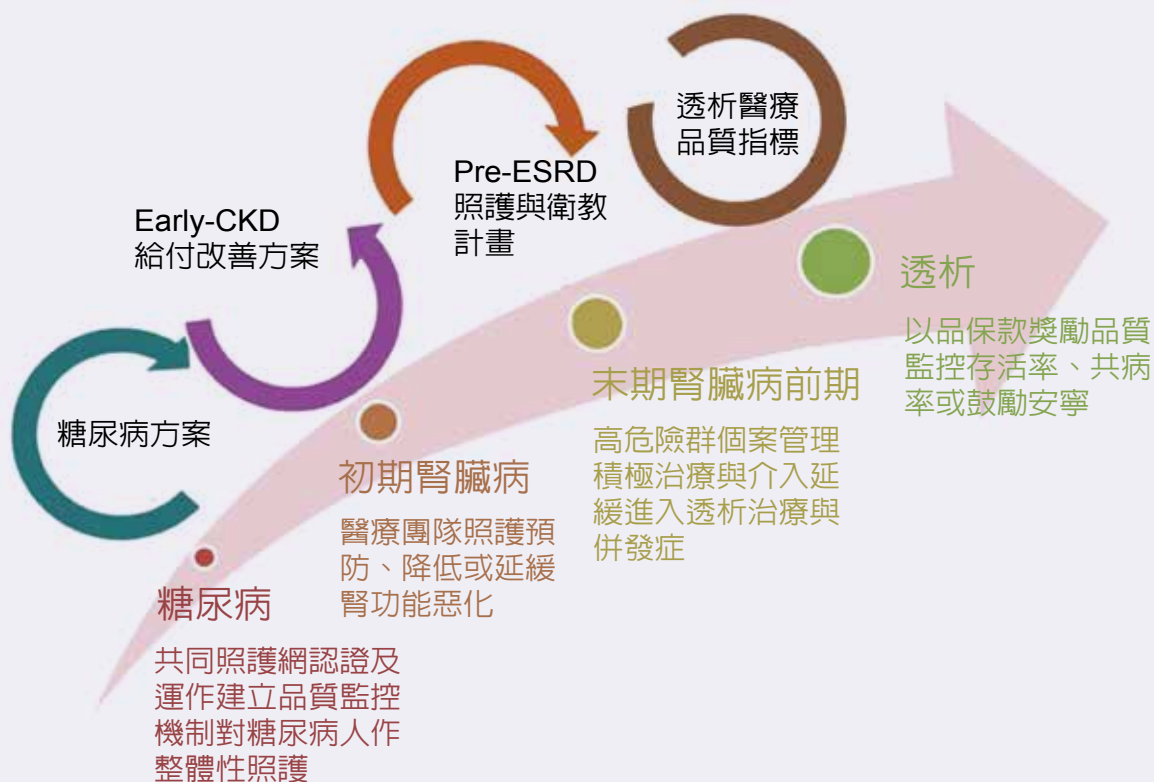 透析醫療
品質指標
Pre-ESRD
照護與衛教
計畫
Early-CKD
給付改善方案
糖尿病方案
透析
以品保款獎勵品質
監控存活率、共病
率或鼓勵安寧
末期腎臟病前期
高危險群個案管理
積極治療與介入延
緩進入透析治療與
併發症
初期腎臟病
醫療團隊照護預
防、降低或延緩
腎功能惡化
糖尿病
共同照護網認證及
運作建立品質監控
機制對糖尿病人作
整體性照護